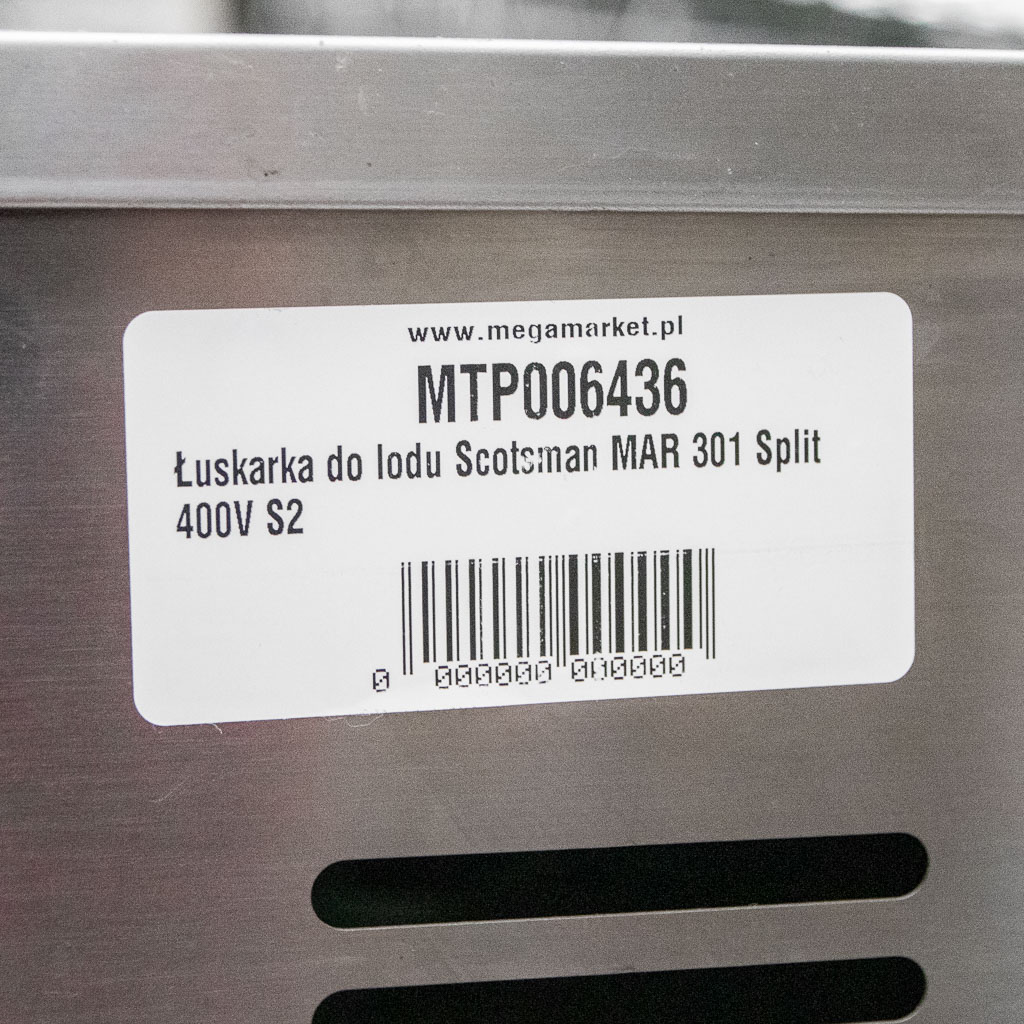 www.megamarket.pl
MTP006436
Łuskarka do lodu Scotsman MAR 301 Split
400V S2
0 000000 000000